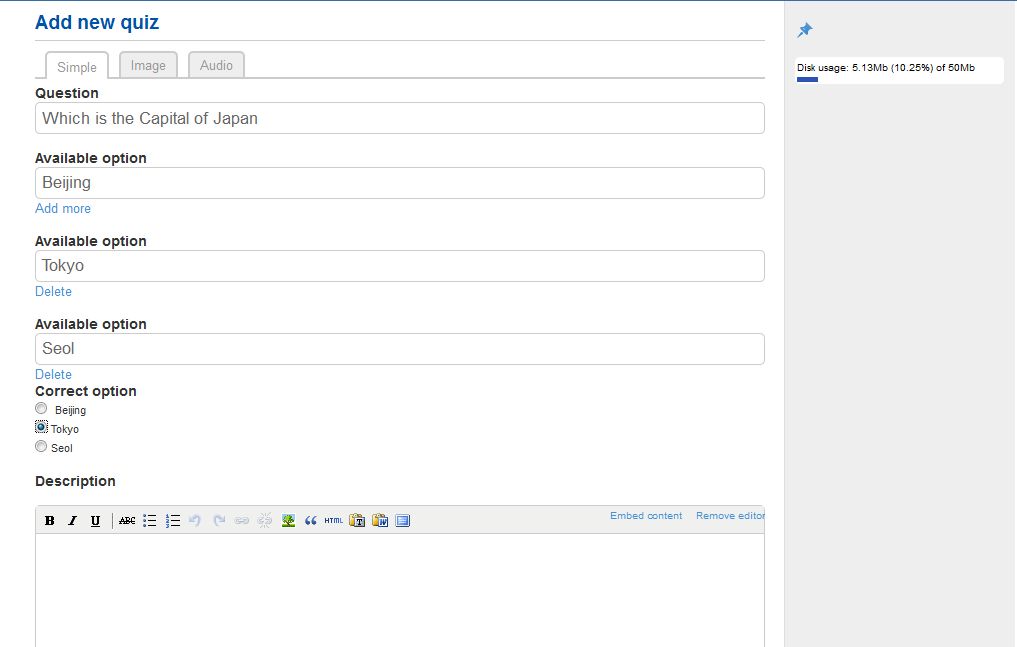 Add new quiz
Simple Image Audio
Question
Which is the Capital of Japan
Available option
Beijing
Add more
Available option
Tokyo
Delete
Available option
Seol
Delete
Correct option
Beijing
Tokyo
Seol
Description
B I U ABC HTML Embed content Remove editor
Disk usage: 5.13Mb (10.25%) of 50Mb